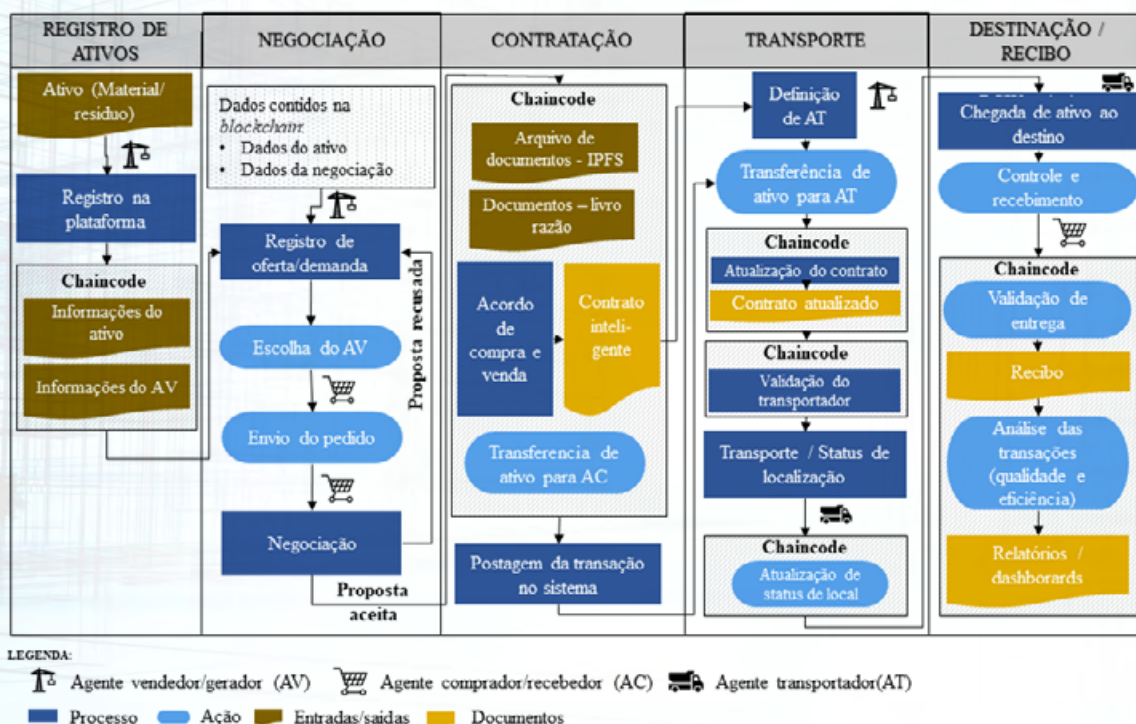 REGISTRO DE
ATIVOS
NEGOCIAÇÃO
CONTRATAÇÃO
TRANSPORTE
DESTINAÇÃO /
RECIBO
Ativo (Material/
resíduo)
Registro na
plataforma
Chaincode
Informações do
ativo
Informações do AV
Dados contidos na
blockchain:
• Dados do ativo
• Dados da negociação
Registro de
oferta/demanda
Escolha do AV
Envio do pedido
Negociação
Proposta recusada
Proposta
aceita
Chaincode
Arquivo de
documentos - IPFS
Documentos – livro
razão
Acordo
de
compra e
venda
Contrato
inteli-
gente
Transferencia de
ativo para AC
Postagem da transação
no sistema
Definição
de AT
Transferência de
ativo para AT
Chaincode
Atualização do contrato
Contrato atualizado
Chaincode
Validação do
transportador
Transporte / Status de
localização
Chaincode
Atualização de
status de local
Chegada de ativo ao
destino
Controle e
recebimento
Chaincode
Validação de
entrega
Recibo
Análise das
transações
(qualidade e
eficiência)
Relatórios /
dashborards
LEGENDA:
Agente vendedor/gerador (AV)
Agente comprador/recebedor (AC)
Agente transportador(AT)
Processo
Ação
Entradas/saidas
Documentos